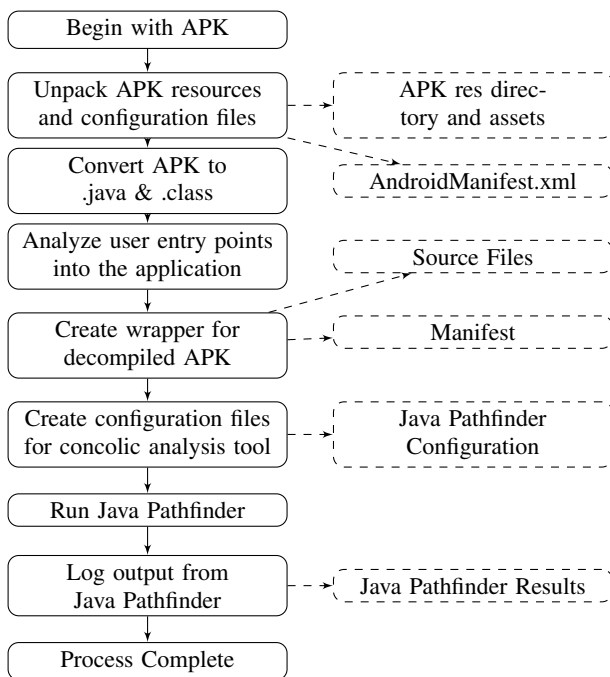 Begin with APK
Unpack APK resources
and configuration files
APK res direc-
tory and assets
Convert APK to
.java & .class
AndroidManifest.xml
Analyze user entry points
into the application
Source Files
Create wrapper for
decompiled APK
Manifest
Create configuration files
for concolic analysis tool
Java Pathfinder
Configuration
Run Java Pathfinder
Log output from
Java Pathfinder
Java Pathfinder Results
Process Complete